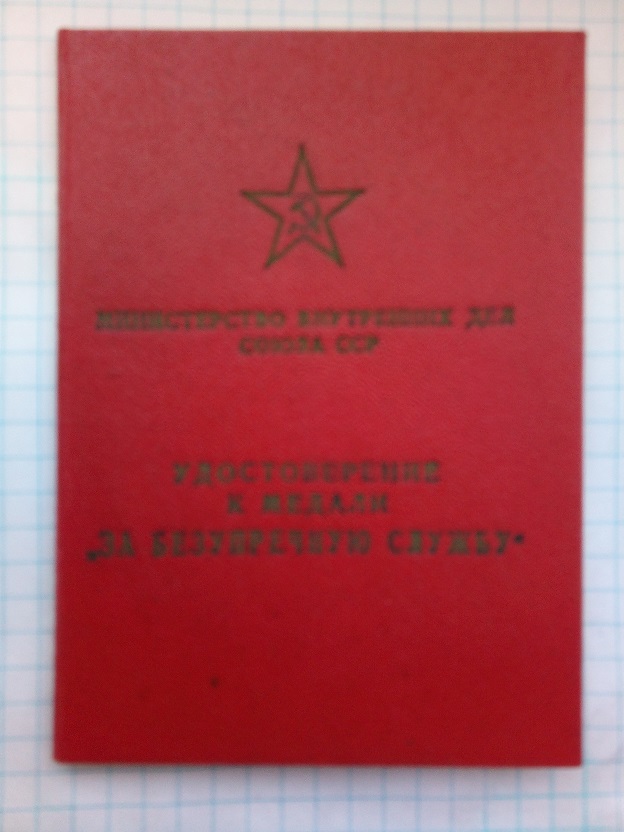 МИНИСТЕРСТВО ВНУТРЕННИХ ДЕЛ
СОЮЗА ССР
УДОСТОВЕРЕНИЕ
К МЕДАЛИ
„ЗА БЕЗУПРЕЧНУЮ СЛУЖБУ“